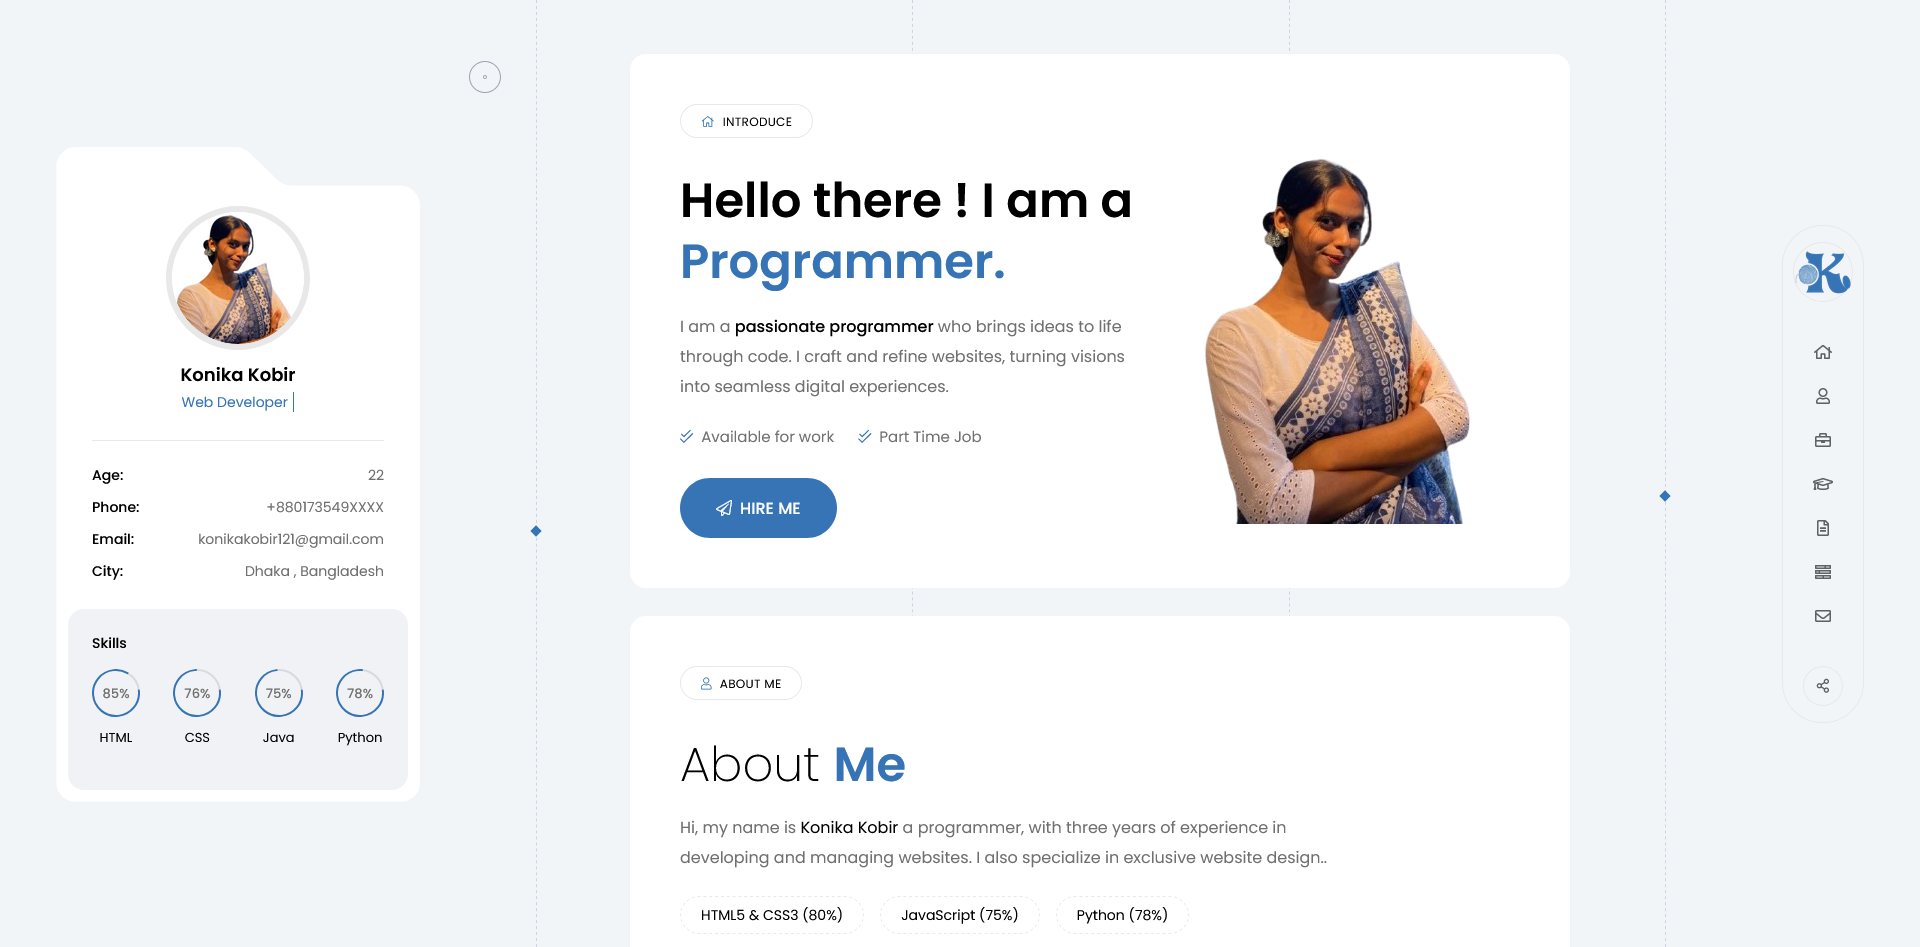 Konika Kobir
Web Developer
Age: 22
Phone: +880173549XXXX
Email: konikakobir121@gmail.com
City: Dhaka , Bangladesh
Skills
85% 76% 75% 78%
HTML CSS Java Python
INTRODUCE
Hello there ! I am a
Programmer.
I am a passionate programmer who brings ideas to life
through code. I craft and refine websites, turning visions
into seamless digital experiences.
Available for work Part Time Job
HIRE ME
ABOUT ME
About Me
Hi, my name is Konika Kobir a programmer, with three years of experience in
developing and managing websites. I also specialize in exclusive website design..
HTML5 & CSS3 (80%) JavaScript (75%) Python (78%)
K